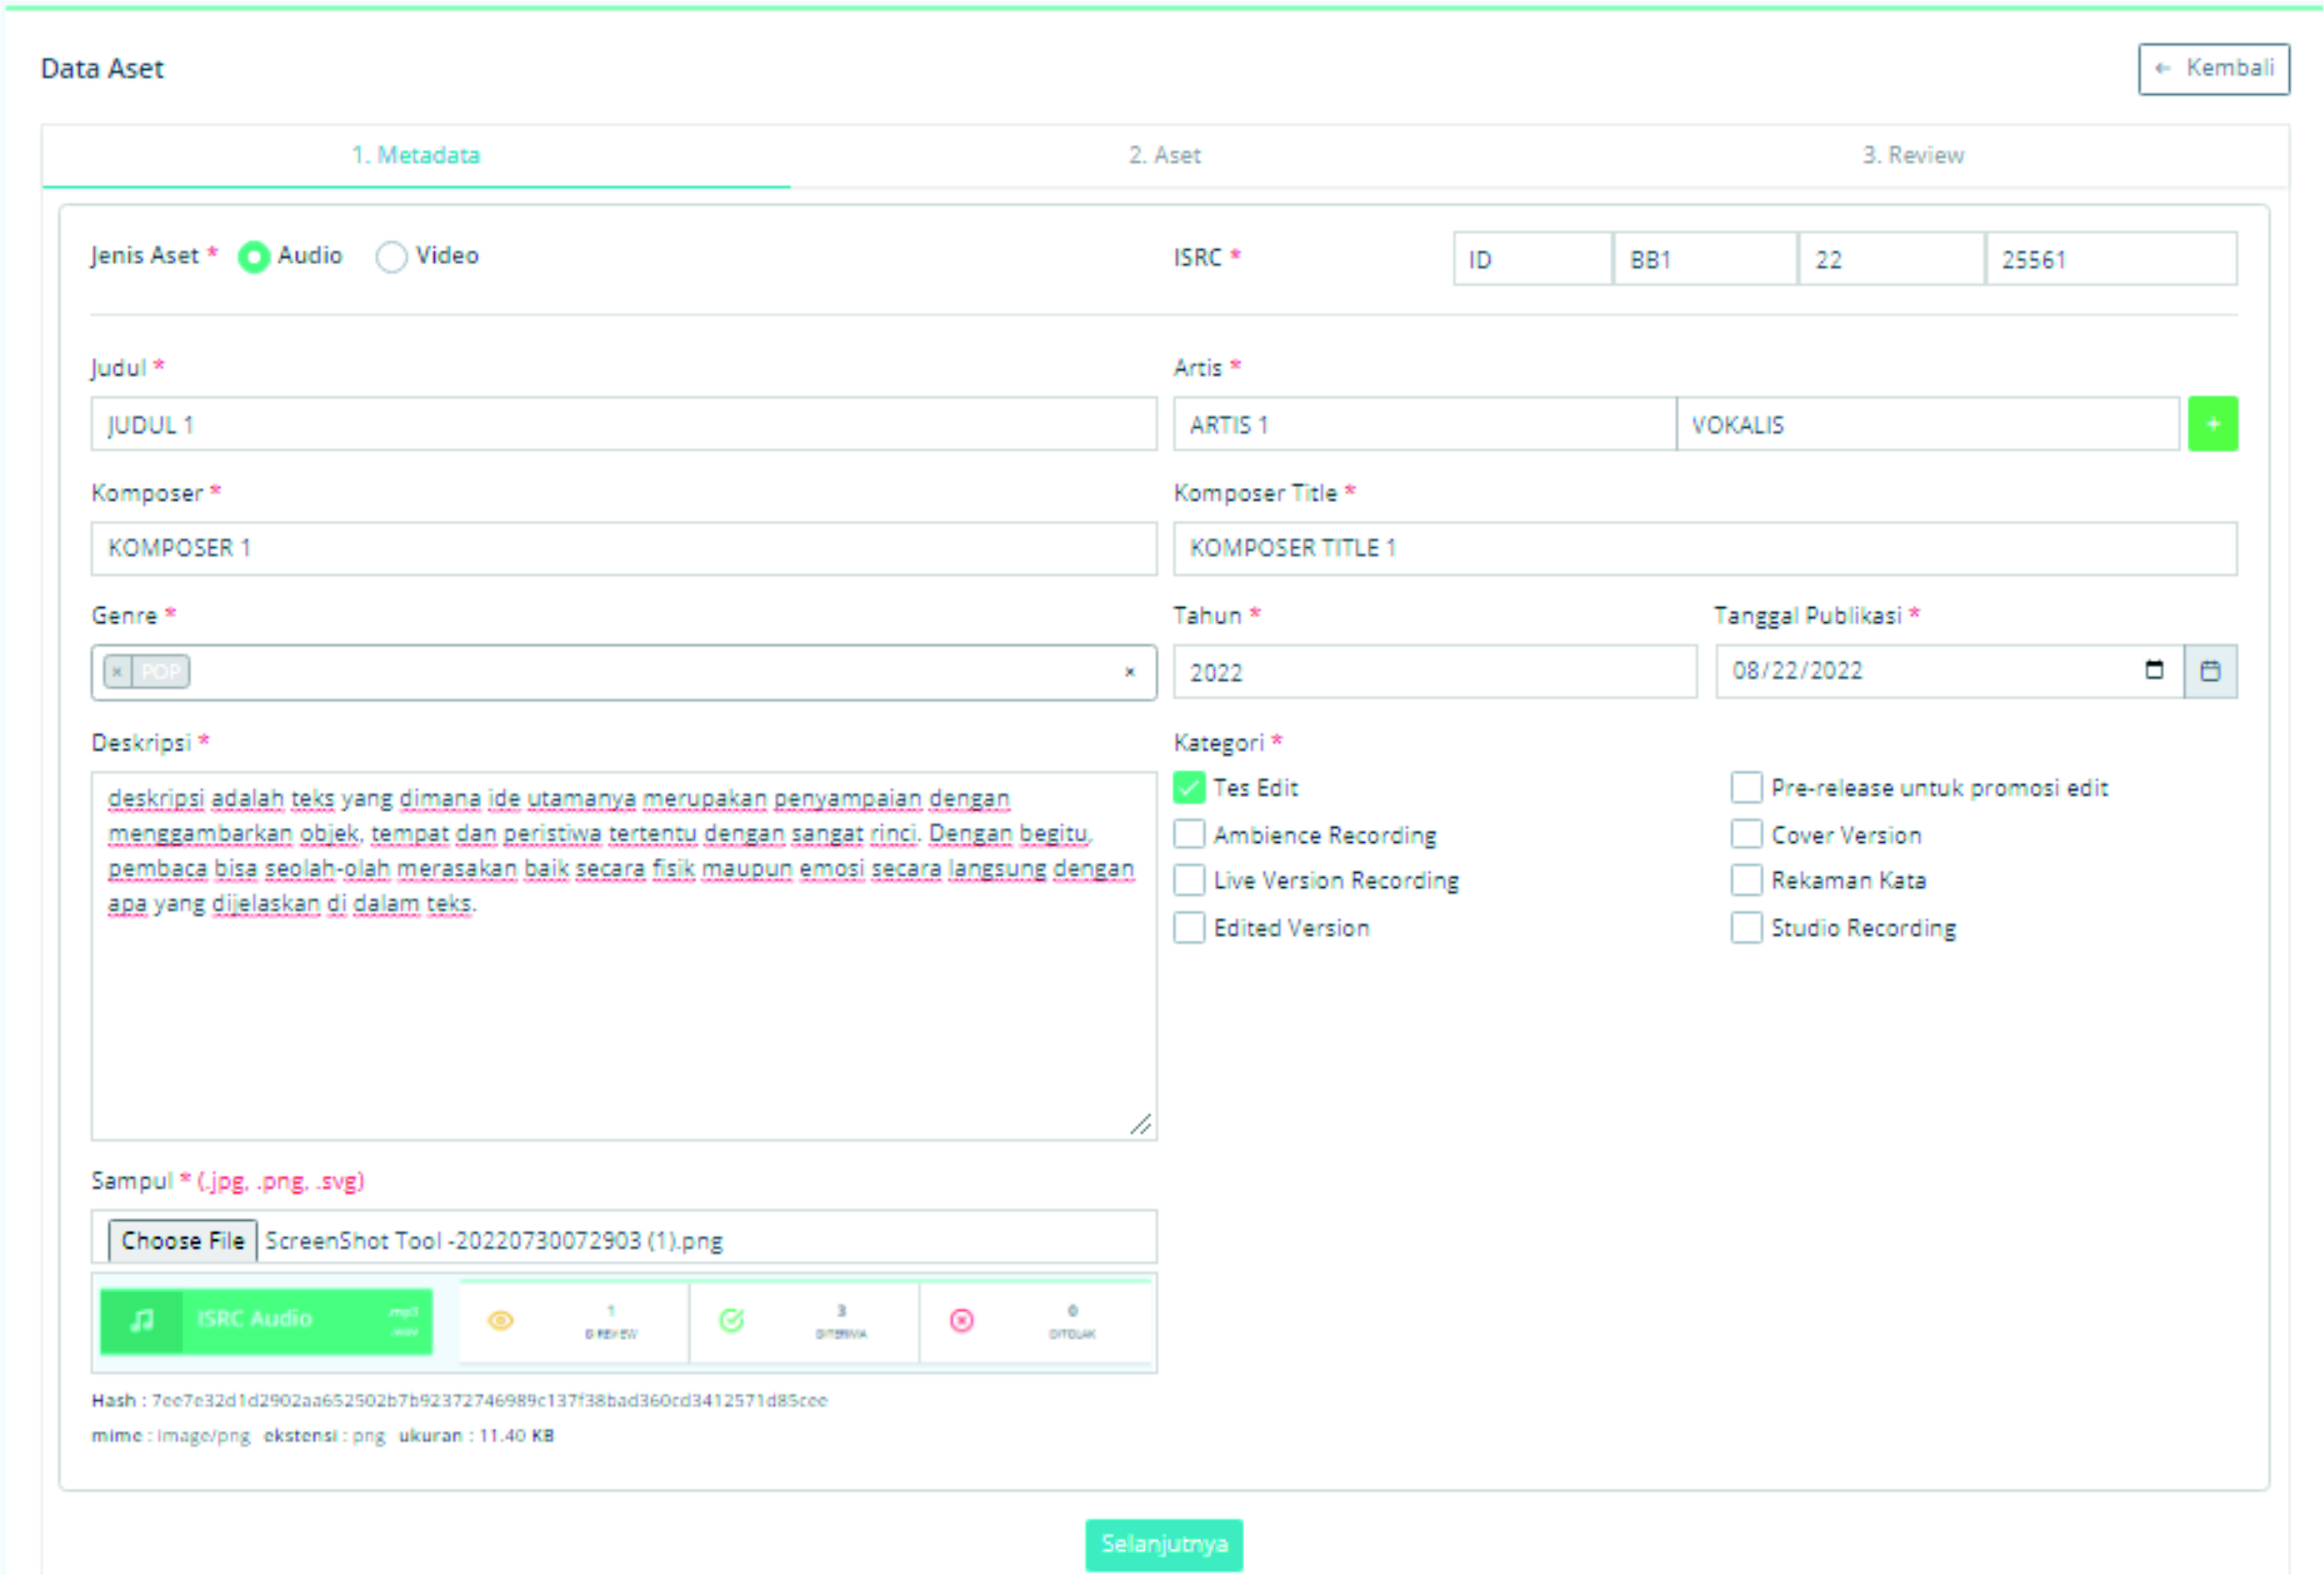 Data Aset
← Kembali
1. Metadata
2. Aset
3. Review
Jenis Aset * Audio Video
ISRC * ID BB1 22 25561
Judul *
JUDUL 1
Artis *
ARTIS 1 VOKALIS +
Komposer *
KOMPOSER 1
Komposer Title *
KOMPOSER TITLE 1
Genre *
× POP ×
Tahun *
2022
Tanggal Publikasi *
08/22/2022
Deskripsi *
deskripsi adalah teks yang dimana ide utamanya merupakan penyampaian dengan
menggambarkan objek, tempat dan peristiwa tertentu dengan sangat rinci. Dengan begitu,
pembaca bisa seolah-olah merasakan baik secara fisik maupun emosi secara langsung dengan
apa yang dijelaskan di dalam teks.
Kategori *
Tes Edit
Pre-release untuk promosi edit
Ambience Recording
Cover Version
Live Version Recording
Rekaman Kata
Edited Version
Studio Recording
Sampul * (.jpg, .png, .svg)
Choose File ScreenShot Tool -20220730072903 (1).png
ISRC Audio
.mp3
.wav
1
3
0
DITOLAK
Hash : 7ee7e32d1d2902aa652502b7b92372746989c137f38bad360cd3412571d85cee
mime : image/png ekstensi : png ukuran : 11.40 KB
Selanjutnya